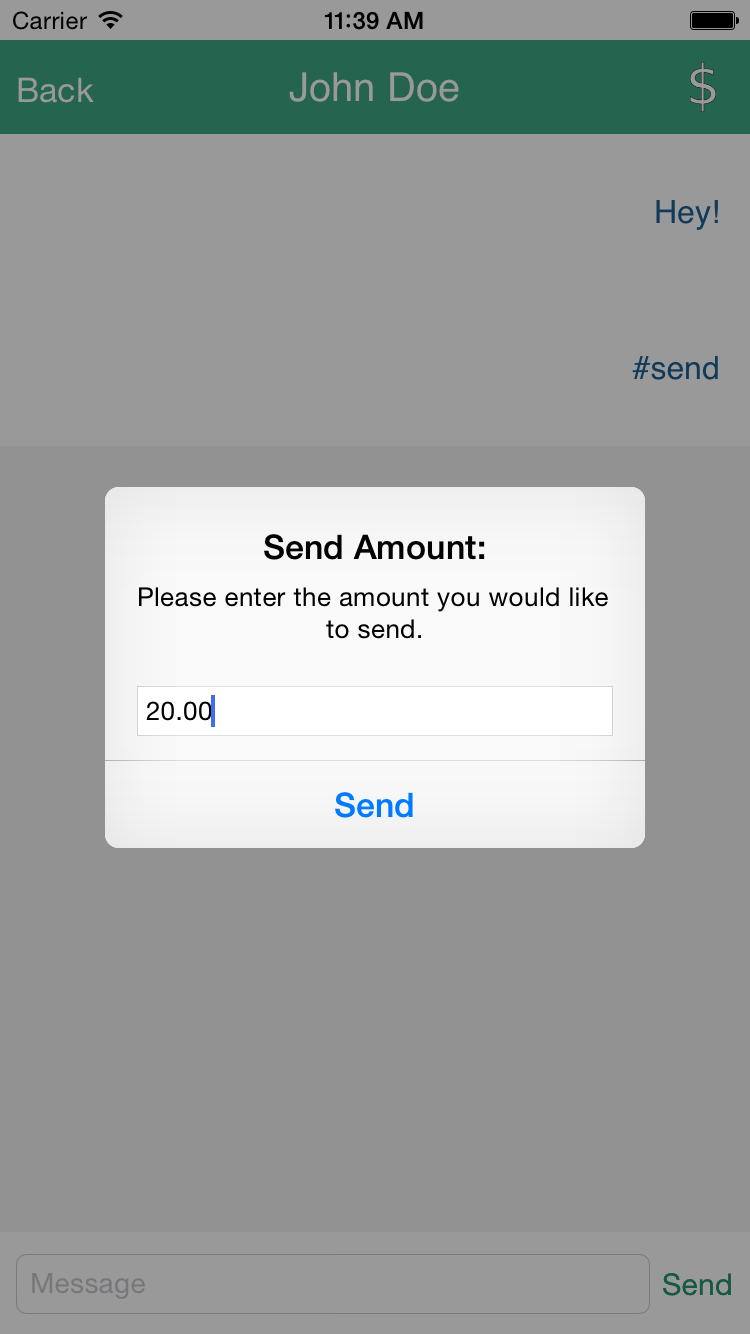 Carrier 11:39 AM
Back John Doe $
Hey!
#send
Send Amount:
Please enter the amount you would like
to send.
20.00
Send
Message Send